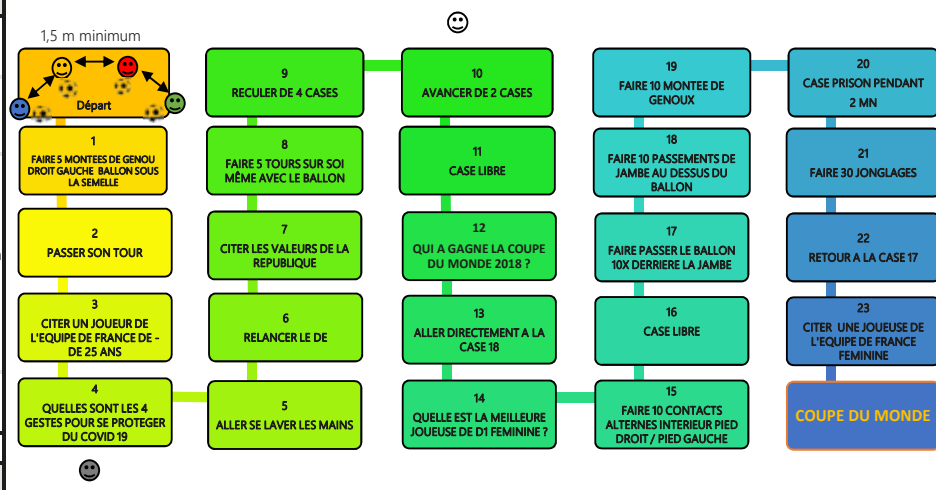 1,5 m minimum
Départ
1
FAIRE 5 MONTEES DE GENOU
DROIT GAUCHE BALLON SOUS
LA SEMELLE
2
PASSER SON TOUR
3
CITER UN JOUEUR DE
L'EQUIPE DE FRANCE DE -
DE 25 ANS
4
QUELLES SONT LES 4
GESTES POUR SE PROTEGER
DU COVID 19
5
ALLER SE LAVER LES MAINS
6
RELANCER LE DE
7
CITER LES VALEURS DE LA
REPUBLIQUE
8
FAIRE 5 TOURS SUR SOI
MÊME AVEC LE BALLON
9
RECULER DE 4 CASES
10
AVANCER DE 2 CASES
11
CASE LIBRE
12
QUI A GAGNE LA COUPE
DU MONDE 2018 ?
13
ALLER DIRECTEMENT A LA
CASE 18
14
QUELLE EST LA MEILLEURE
JOUEUSE DE D1 FEMININE ?
15
FAIRE 10 CONTACTS
ALTERNES INTERIEUR PIED
DROIT / PIED GAUCHE
16
CASE LIBRE
17
FAIRE PASSER LE BALLON
10X DERRIERE LA JAMBE
18
FAIRE 10 PASSEMENTS DE
JAMBE AU DESSUS DU
BALLON
19
FAIRE 10 MONTEE DE
GENOUX
20
CASE PRISON PENDANT
2 MN
21
FAIRE 30 JONGLAGES
22
RETOUR A LA CASE 17
23
CITER UNE JOUEUSE DE
L'EQUIPE DE FRANCE
FEMININE
COUPE DU MONDE